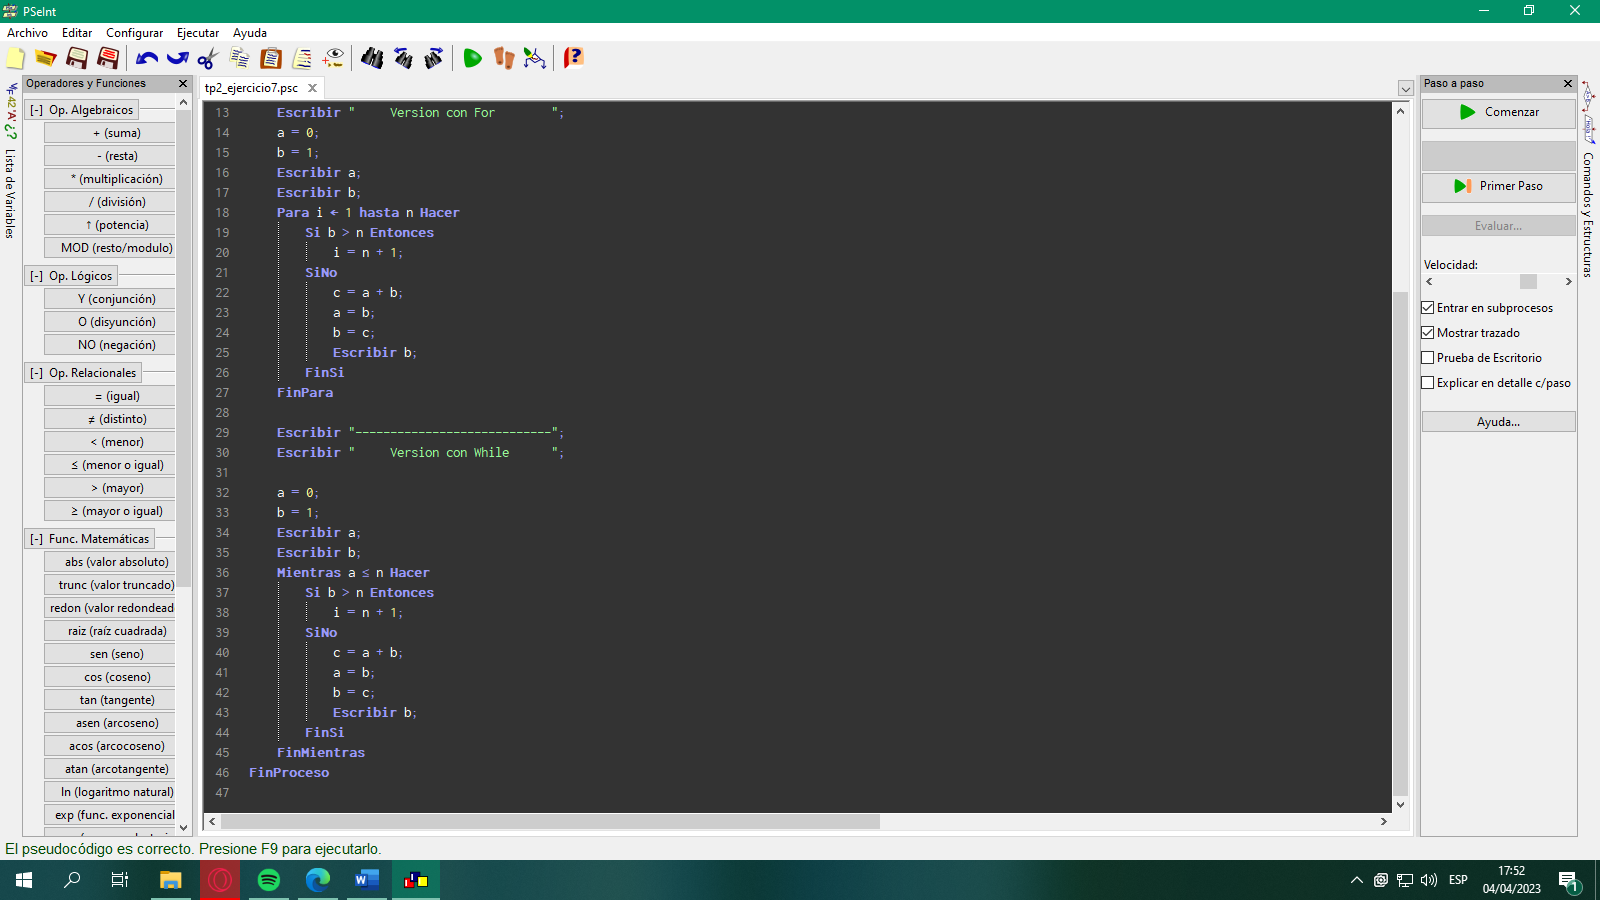 PSeInt
Archivo Editar Configurar Ejecutar Ayuda
Operadores y Funciones
tp2_ejercicio7.psc
Paso a paso
Lista de Variables
[-] Op. Algebraicos
+ (suma)
- (resta)
* (multiplicación)
/ (división)
↑ (potencia)
MOD (resto/modulo)
[-] Op. Lógicos
Y (conjunción)
O (disyunción)
NO (negación)
[-] Op. Relacionales
= (igual)
≠ (distinto)
< (menor)
≤ (menor o igual)
> (mayor)
≥ (mayor o igual)
[-] Func. Matemáticas
abs (valor absoluto)
trunc (valor truncado)
redon (valor redondead
raiz (raíz cuadrada)
sen (seno)
cos (coseno)
tan (tangente)
asen (arcoseno)
acos (arcocoseno)
atan (arcotangente)
ln (logaritmo natural)
exp (func. exponencial
13 Escribir "     Version con For        ";
14 a = 0;
15 b = 1;
16 Escribir a;
17 Escribir b;
18 Para i ← 1 hasta n Hacer
19 Si b > n Entonces
20 i = n + 1;
21 SiNo
22 c = a + b;
23 a = b;
24 b = c;
25 Escribir b;
26 FinSi
27 FinPara
28
29 Escribir "----------------------------";
30 Escribir "     Version con While      ";
31
32 a = 0;
33 b = 1;
34 Escribir a;
35 Escribir b;
36 Mientras a ≤ n Hacer
37 Si b > n Entonces
38 i = n + 1;
39 SiNo
40 c = a + b;
41 a = b;
42 b = c;
43 Escribir b;
44 FinSi
45 FinMientras
46 FinProceso
47
Comenzar
Primer Paso
Evaluar...
Velocidad:
Entrar en subprocesos
Mostrar trazado
Prueba de Escritorio
Explicar en detalle c/paso
Ayuda...
Comandos y Estructuras
El pseudocódigo es correcto. Presione F9 para ejecutarlo.
ESP
17:52
04/04/2023
1